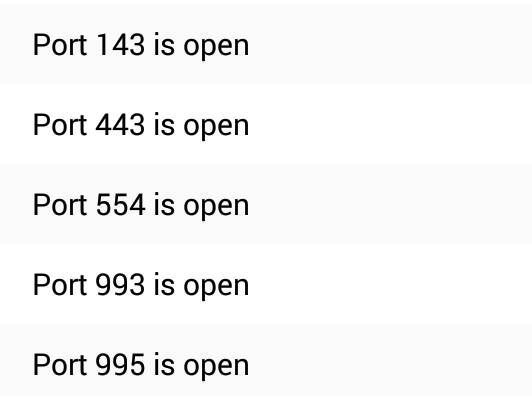 Port 143 is open
Port 443 is open
Port 554 is open
Port 993 is open
Port 995 is open